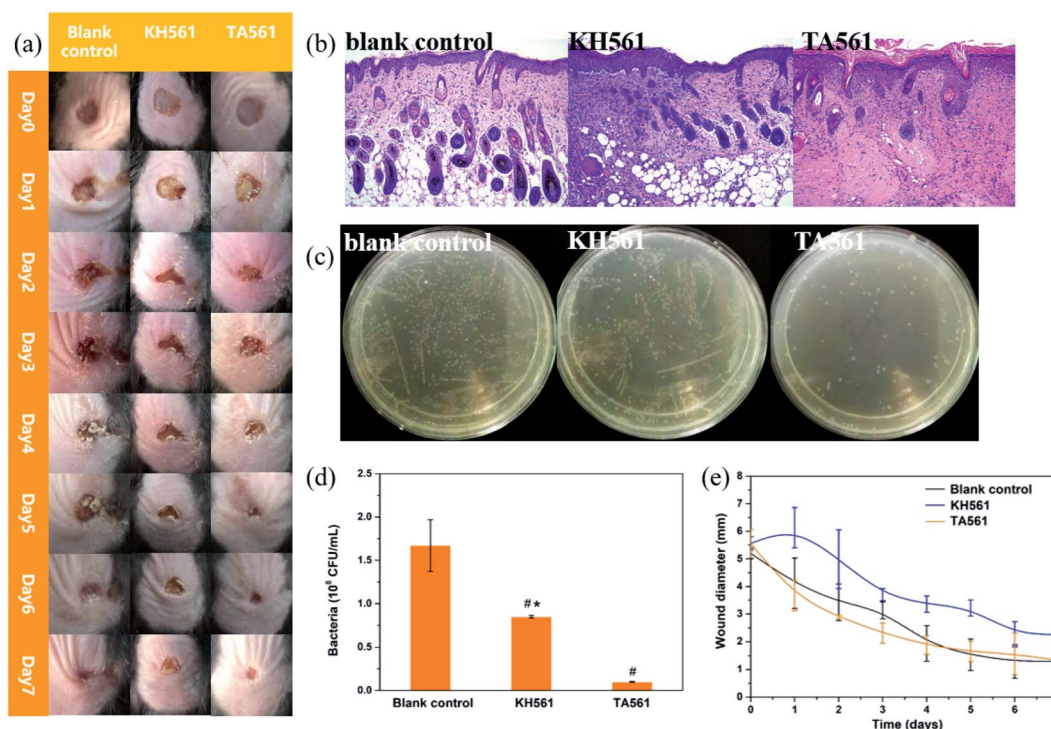 (a)
Blank
control
KH561
TA561
Day0
Day1
Day2
Day3
Day4
Day5
Day6
Day7
(b)
blank control
KH561
TA561
(c)
blank control
KH561
TA561
(d)
2.5
2.0
1.5
1.0
0.5
0.0
Bacteria (10⁸ CFU/mL)
#*
#
Blank control
KH561
TA561
(e)
8
7
6
5
4
3
2
1
0
Wound diameter (mm)
Blank control
KH561
TA561
0 1 2 3 4 5 6
Time (days)